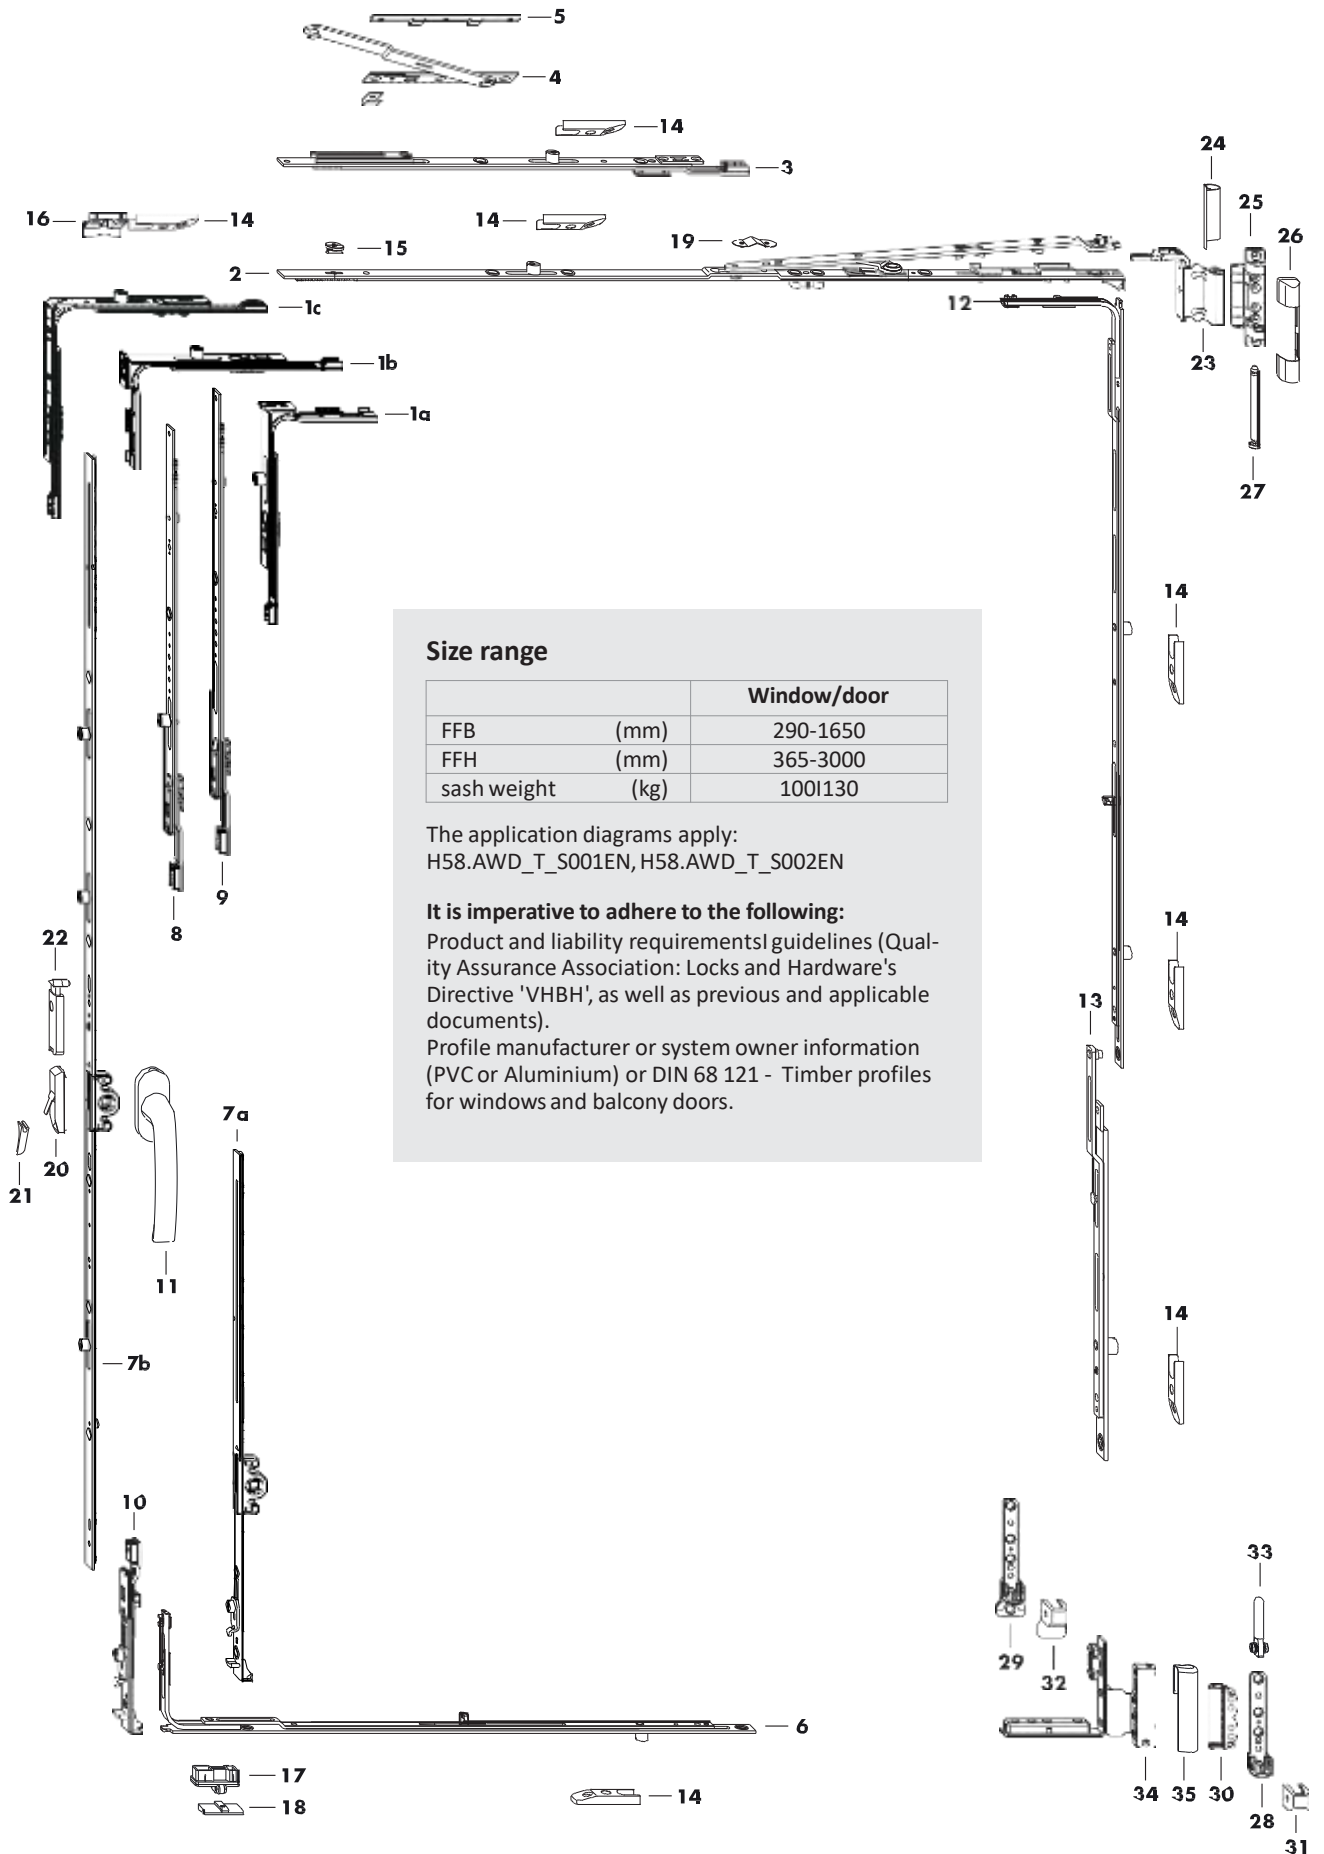 5
4
14
3
24
16 14
14
25
15
19
26
2
1c
12
1b
23
1a
27
14
Size range
Window/door
FFB (mm) 290-1650
FFH (mm) 365-3000
sash weight (kg) 100I130
The application diagrams apply:
H58.AWD_T_S001EN, H58.AWD_T_S002EN
It is imperative to adhere to the following:
Product and liability requirementsI guidelines (Qual-
ity Assurance Association: Locks and Hardware's
Directive 'VHBH', as well as previous and applicable
documents).
Profile manufacturer or system owner information
(PVC or Aluminium) or DIN 68 121 - Timber profiles
for windows and balcony doors.
9
8
22
14
13
7a
20
21
11
14
7b
10
33
29
32
6
17
18
14
34 35 30
28
31